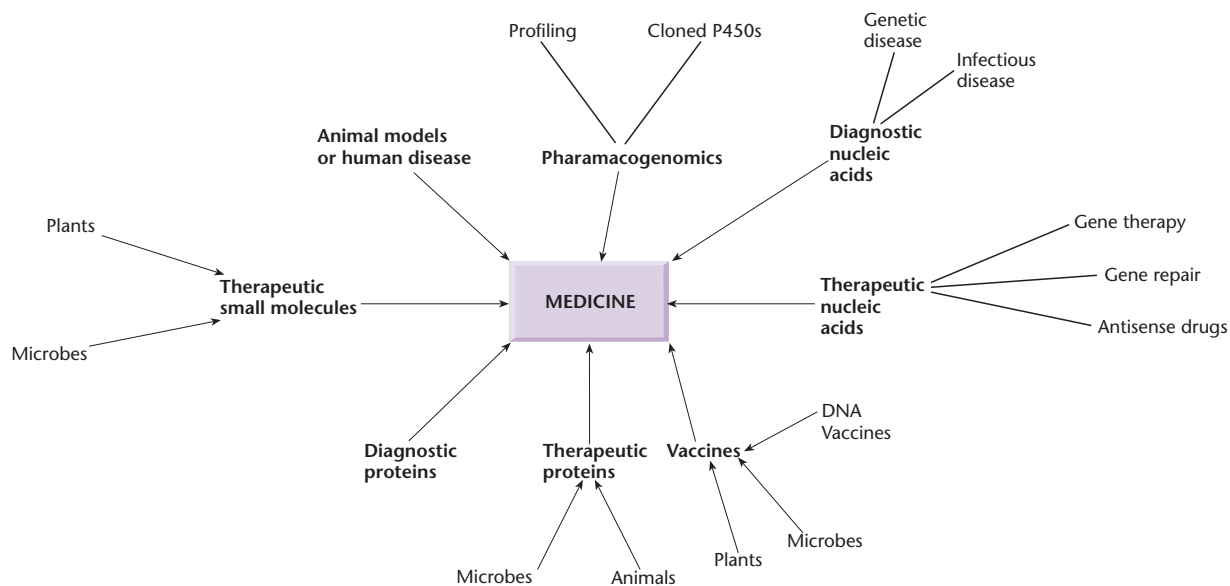 Profiling
Cloned P450s
Genetic
disease
Infectious
disease
Animal models
or human disease
Pharamacogenomics
Diagnostic
nucleic
acids
Plants
Therapeutic
small molecules
Microbes
MEDICINE
Therapeutic
nucleic
acids
Gene therapy
Gene repair
Antisense drugs
Diagnostic
proteins
Therapeutic
proteins
Vaccines
DNA
Vaccines
Microbes
Animals
Plants
Microbes